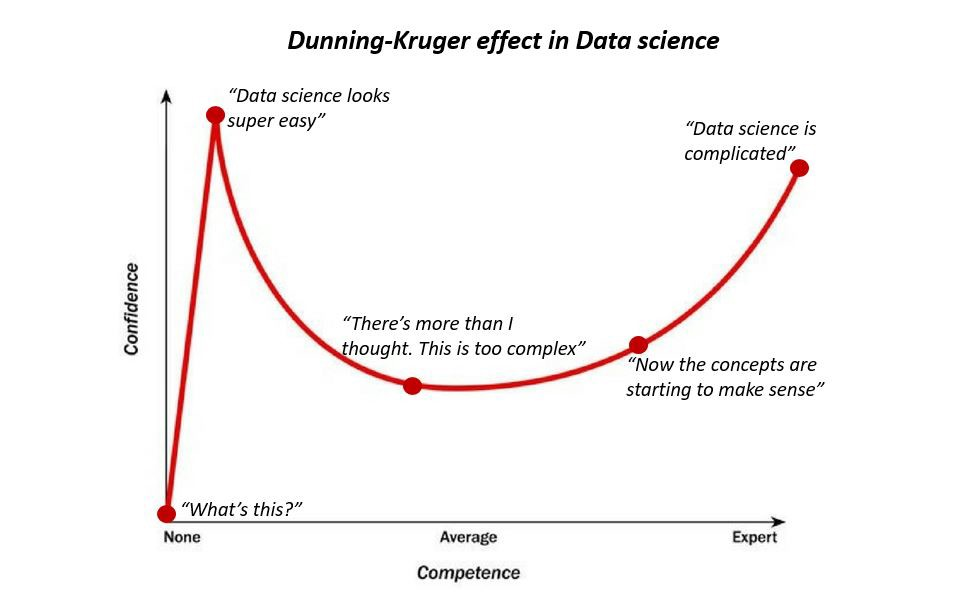 Dunning-Kruger effect in Data science
“Data science looks
super easy”
“Data science is
complicated”
“There’s more than I
thought. This is too complex”
“Now the concepts are
starting to make sense”
“What’s this?”
Confidence
None
Average
Expert
Competence